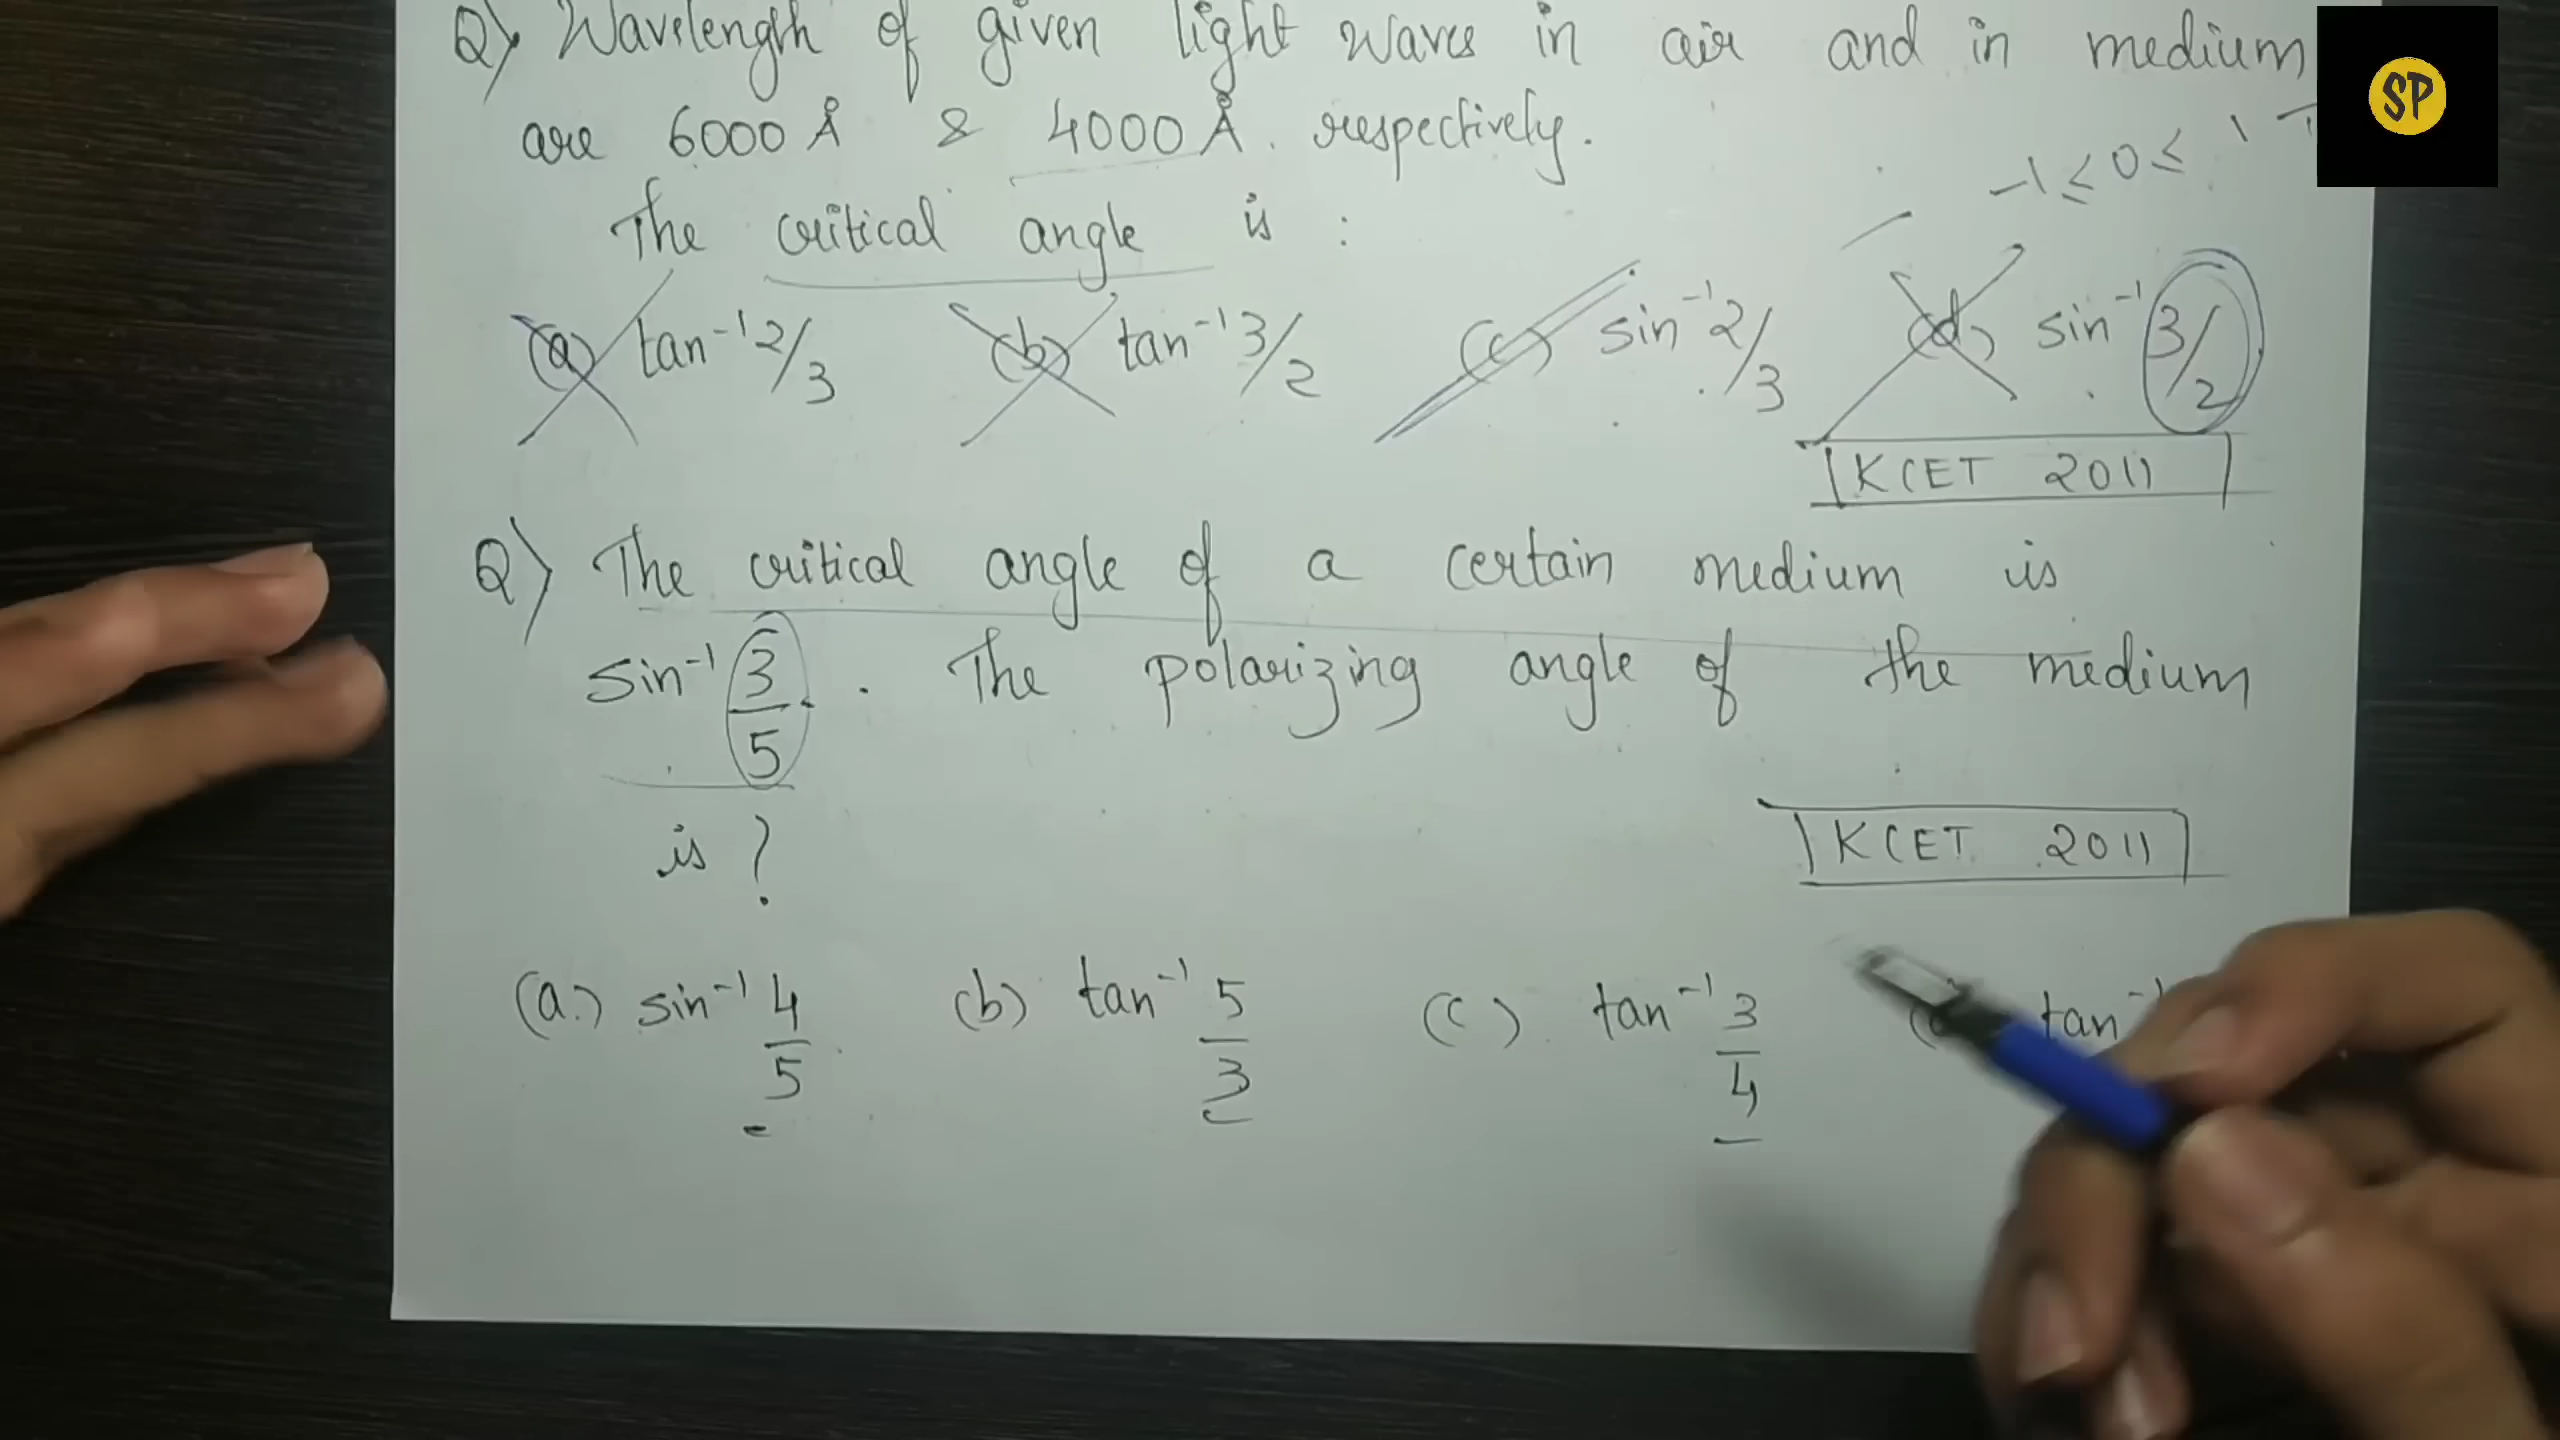 Q) Wavelength of given light waves in air and in medium
are 6000 Å & 4000 Å. respectively.
-1 ≤ 0 ≤ 1
The critical angle is :
(a) tan⁻¹ 2/3 (b) tan⁻¹ 3/2 (c) sin⁻¹ 2/3 (d) sin⁻¹ 3/2
KCET 2011
Q) The critical angle of a certain medium is
sin⁻¹ 3/5 . The polarizing angle of the medium
is ?
KCET 2011
(a.) sin⁻¹ 4/5 (b) tan⁻¹ 5/3 (c) tan⁻¹ 3/4 tan⁻¹
SP